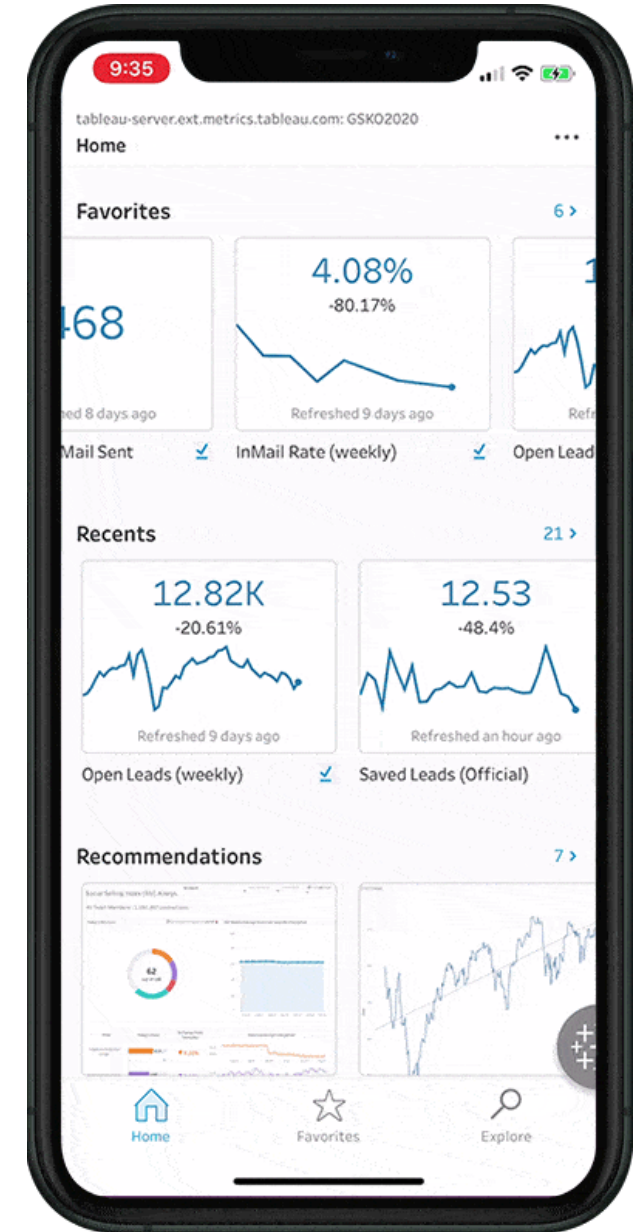 9:35
tableau-server.ext.metrics.tableau.com: GSKO2020
Home
Favorites
6 >
468
4.08%
-80.17%
ned 8 days ago
Refreshed 9 days ago
Refr
Mail Sent
InMail Rate (weekly)
Open Lead
Recents
21 >
12.82K
12.53
-20.61%
-48.4%
Refreshed 9 days ago
Refreshed an hour ago
Open Leads (weekly)
Saved Leads (Official)
Recommendations
7 >
62
Home
Favorites
Explore